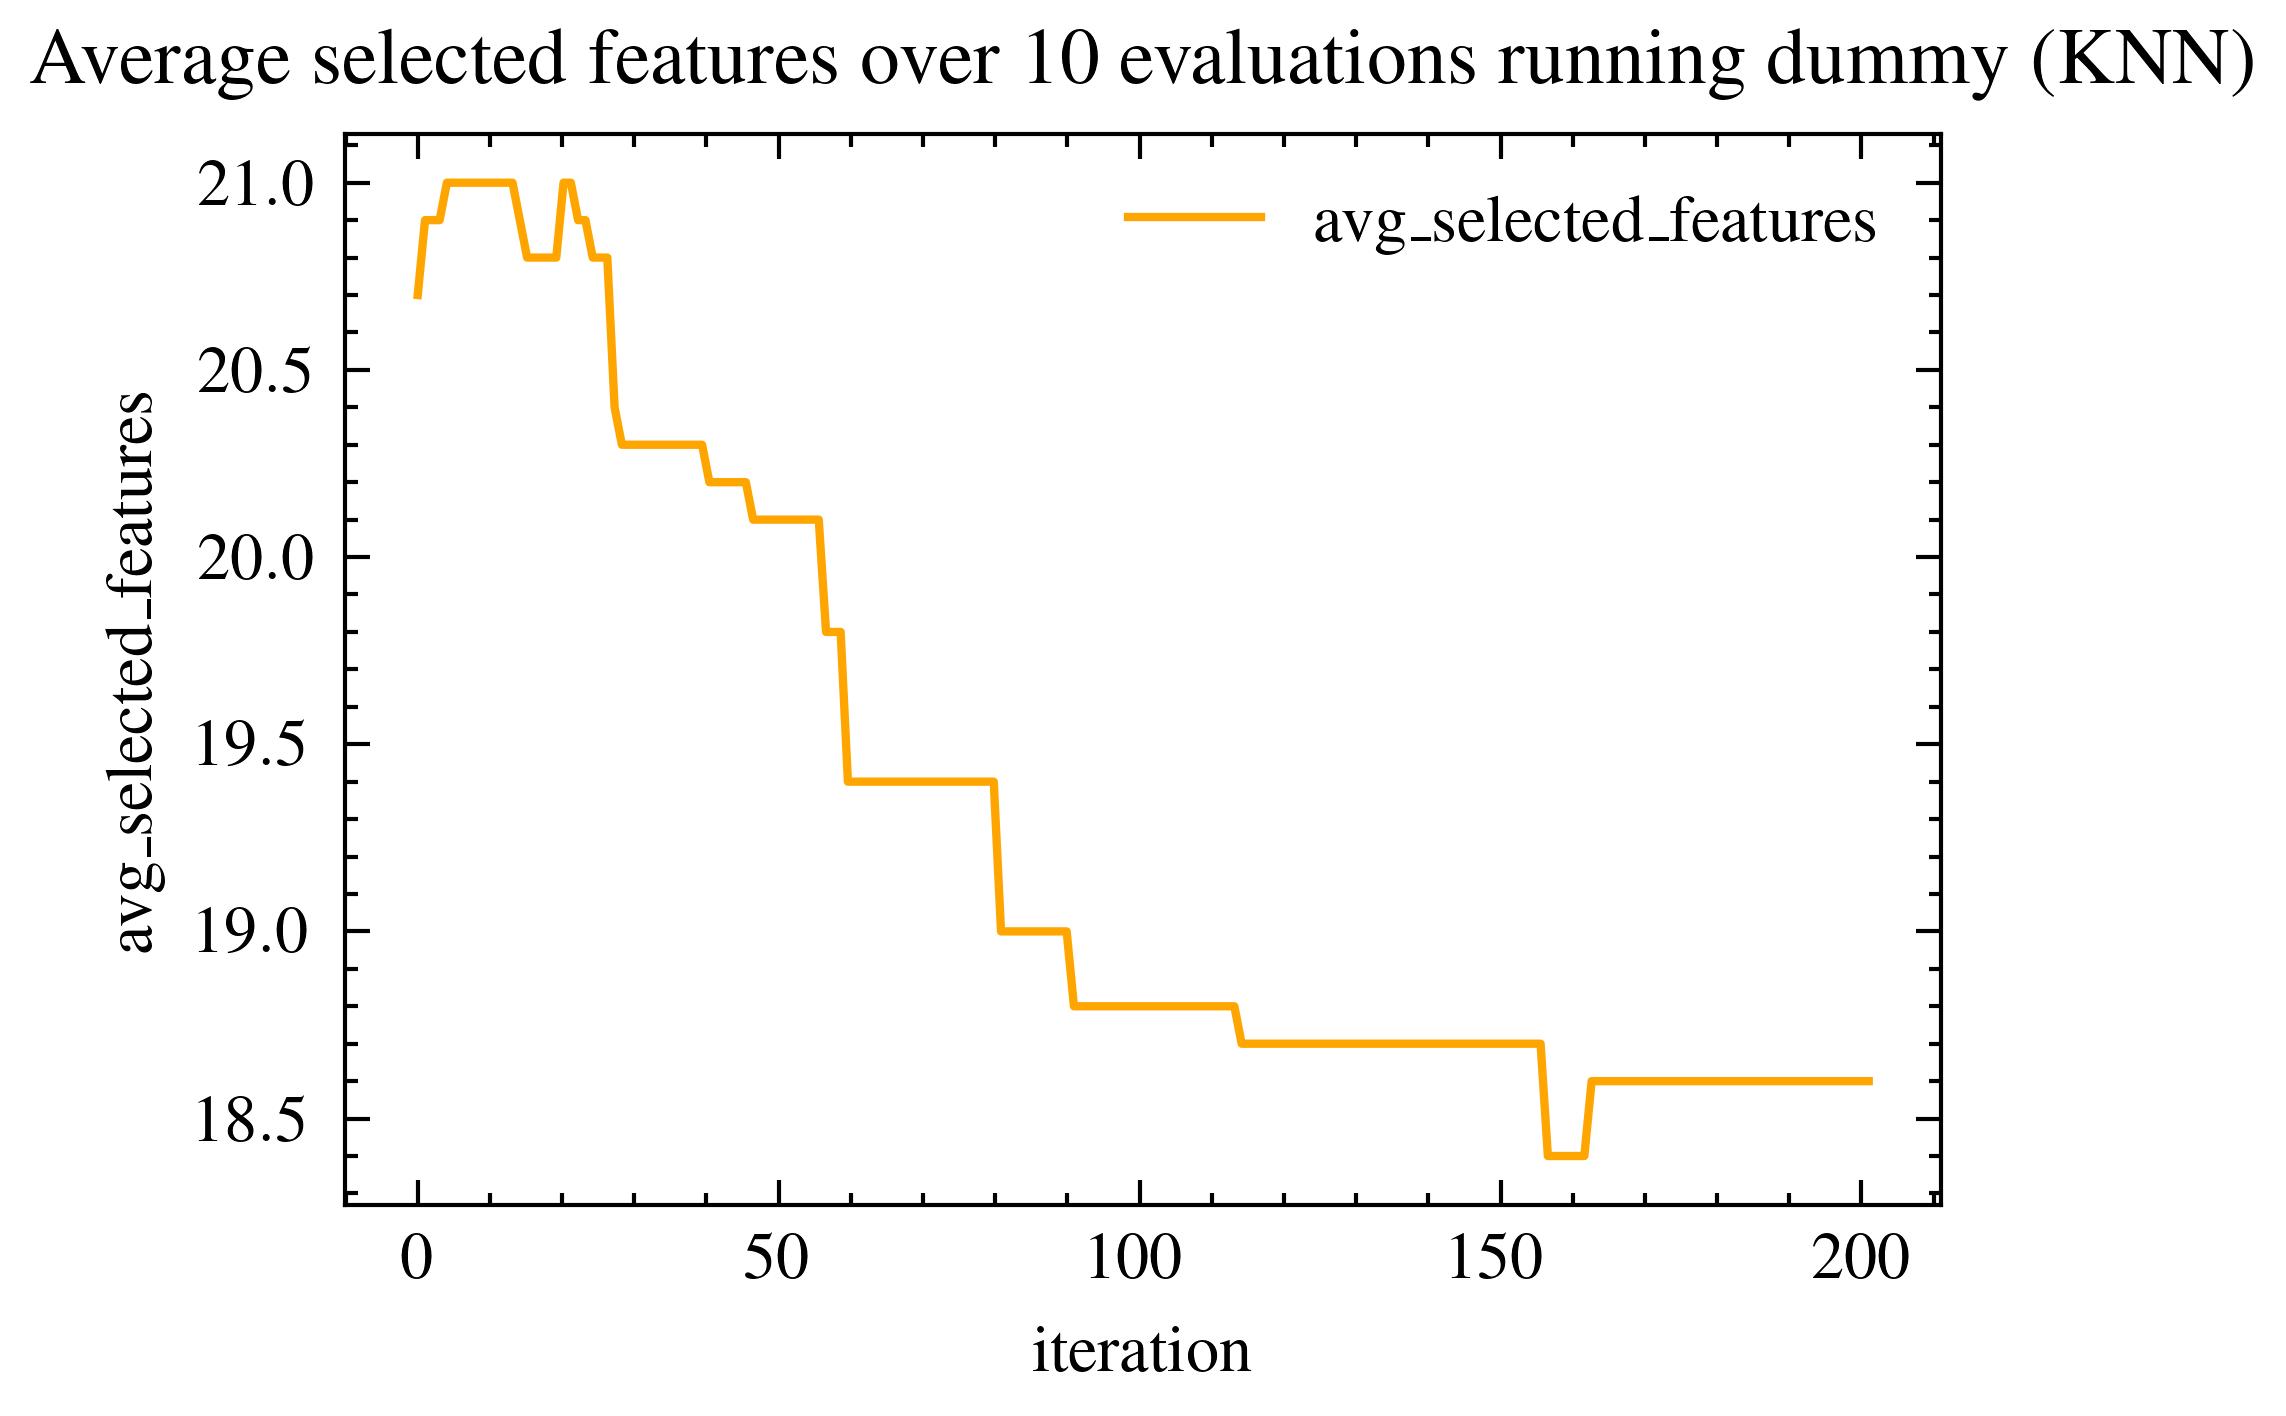 Average selected features over 10 evaluations running dummy (KNN)
avg_selected_features
21.0
20.5
20.0
19.5
19.0
18.5
avg_selected_features
0 50 100 150 200
iteration